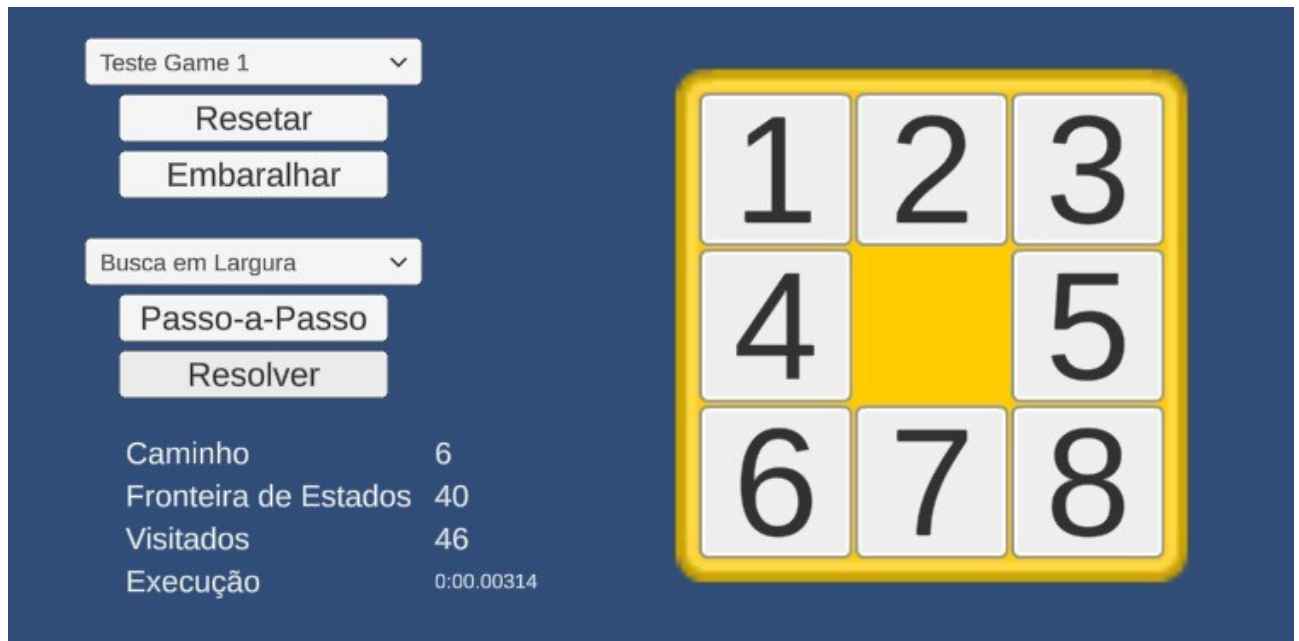 Teste Game 1
Resetar
Embaralhar
Busca em Largura
Passo-a-Passo
Resolver
Caminho 6
Fronteira de Estados 40
Visitados 46
Execução 0:00.00314
1 2 3
4 5
6 7 8